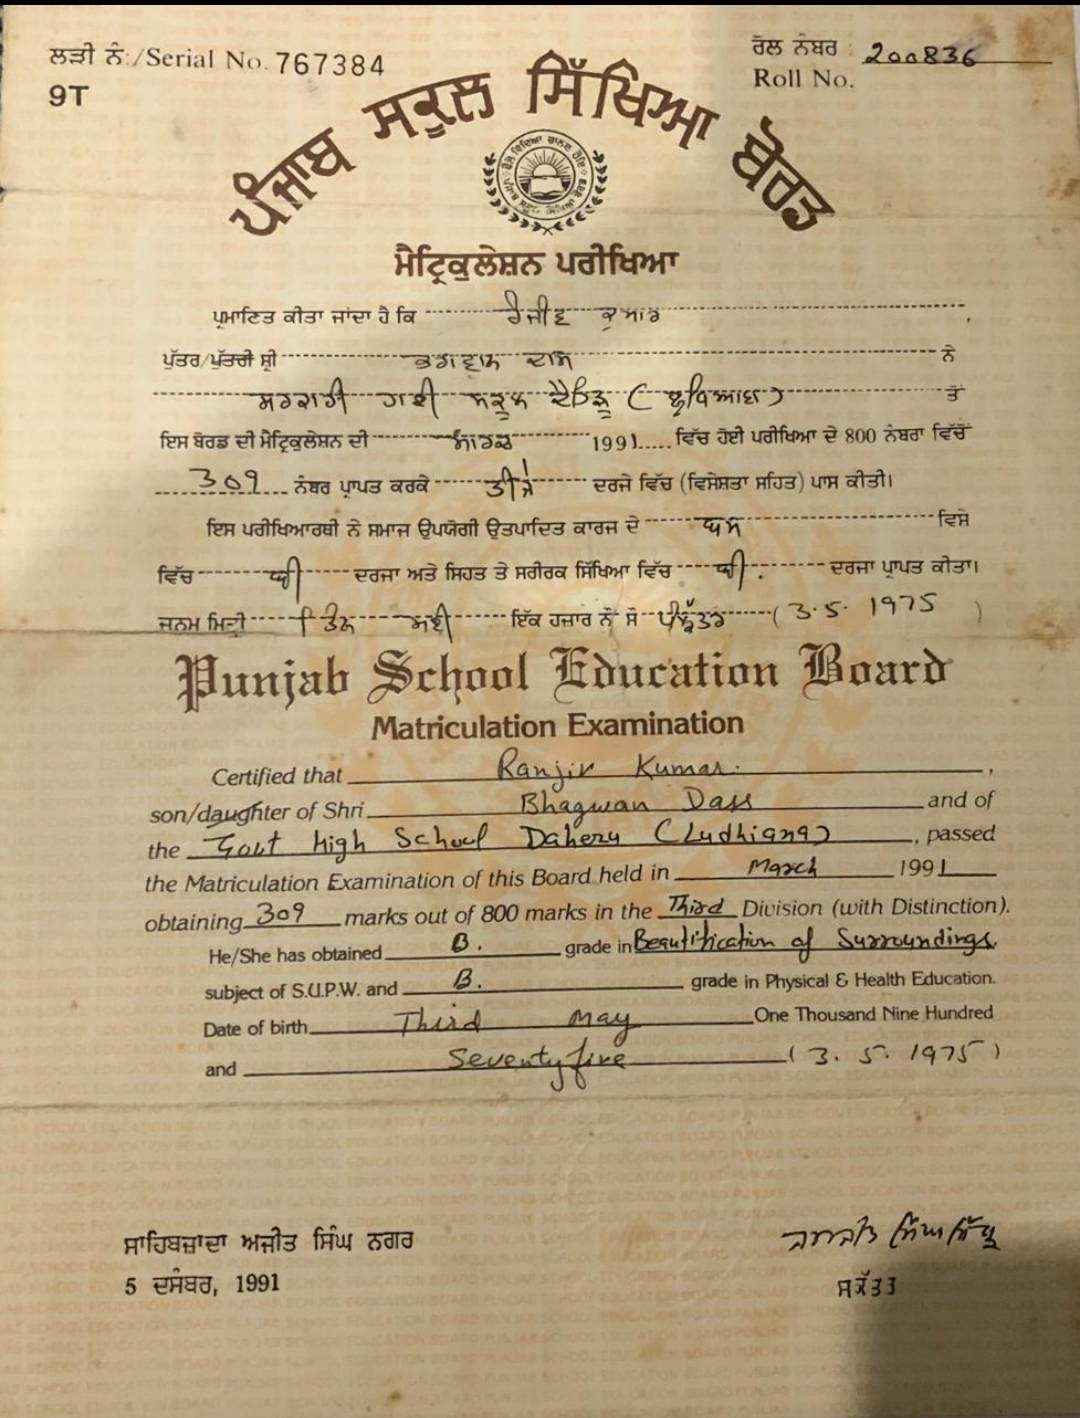 ਲੜੀ ਨੰ:/Serial No. 767384
9T
ਰੋਲ ਨੰਬਰ : 200836
Roll No.
ਪੰਜਾਬ ਸਕੂਲ ਸਿੱਖਿਆ ਬੋਰਡ
ਮੈਟ੍ਰਿਕੁਲੇਸ਼ਨ ਪਰੀਖਿਆ
ਪ੍ਰਮਾਣਿਤ ਕੀਤਾ ਜਾਂਦਾ ਹੈ ਕਿ ਰੰਜੀਵ ਕੁਮਾਰ
ਪੁੱਤਰ/ਪੁੱਤਰੀ ਸ਼੍ਰੀ ਭਗਵਾਨ ਦਾਸ ਨੇ
ਸਰਕਾਰੀ ਹਾਈ ਸਕੂਲ (ਲੁਧਿਆਣਾ) ਤੋਂ
ਇਸ ਬੋਰਡ ਦੀ ਮੈਟ੍ਰਿਕੁਲੇਸ਼ਨ ਦੀ ਮਾਰਚ 1991 ਵਿੱਚ ਹੋਈ ਪਰੀਖਿਆ ਦੇ 800 ਨੰਬਰਾਂ ਵਿੱਚੋਂ
309 ਨੰਬਰ ਪ੍ਰਾਪਤ ਕਰਕੇ ਤੀਜੇ ਦਰਜੇ ਵਿੱਚ (ਵਿਸੇਸ਼ਤਾ ਸਹਿਤ) ਪਾਸ ਕੀਤੀ।
ਇਸ ਪਰੀਖਿਆਰਥੀ ਨੇ ਸਮਾਜ ਉਪਯੋਗੀ ਉਤਪਾਦਿਤ ਕਾਰਜ ਦੇ ਵਿਸੇ
ਵਿੱਚ ਬੀ ਦਰਜਾ ਅਤੇ ਸਿਹਤ ਤੇ ਸਰੀਰਕ ਸਿੱਖਿਆ ਵਿੱਚ ਬੀ. ਦਰਜਾ ਪ੍ਰਾਪਤ ਕੀਤਾ।
ਜਨਮ ਮਿਤੀ ਤਿੰਨ ਮਈ ਇੱਕ ਹਜ਼ਾਰ ਨੌਂ ਸੌ ਪੰਝੱਤਰ (3.5.1975)
Punjab School Education Board
Matriculation Examination
Certified that Ranjiv Kumar.,
son/daughter of Shri Bhagwan Dass and of
the Govt High School Daheru (Ludhiana), passed
the Matriculation Examination of this Board held in March 1991
obtaining 309 marks out of 800 marks in the Third Division (with Distinction).
He/She has obtained B. grade in Beautification of Surroundings,
subject of S.U.P.W. and B. grade in Physical & Health Education.
Date of birth Third May One Thousand Nine Hundred
and Seventy five (3.5.1975)
ਸਾਹਿਬਜ਼ਾਦਾ ਅਜੀਤ ਸਿੰਘ ਨਗਰ
5 ਦਸੰਬਰ, 1991
ਸਕੱਤਰ